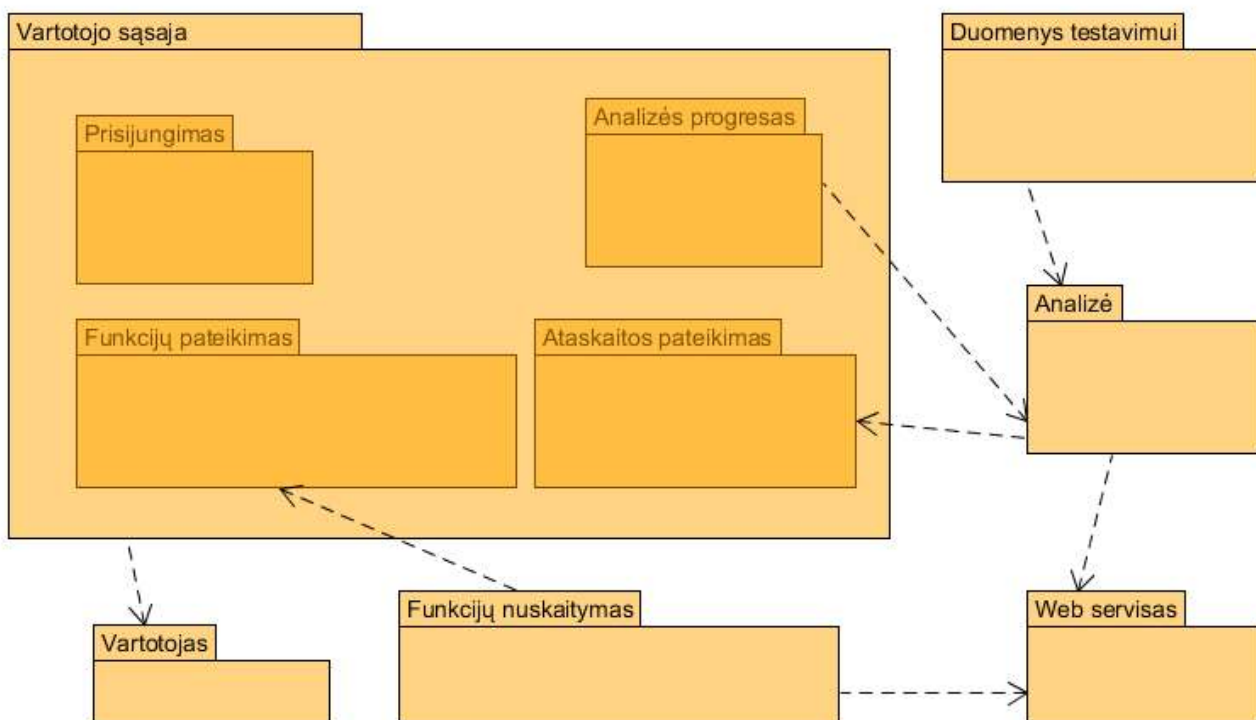 Vartotojo sąsaja
Duomenys testavimui
Prisijungimas
Analizės progresas
Analizė
Funkcijų pateikimas
Ataskaitos pateikimas
Funkcijų nuskaitymas
Web servisas
Vartotojas